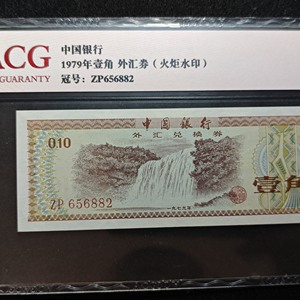 ACG
GUARANTY
中国银行
1979年壹角 外汇券（火炬水印）
冠号：ZP656882
中国银行
外汇兑换券
0.10
壹角
ZP 656882
一九七九年